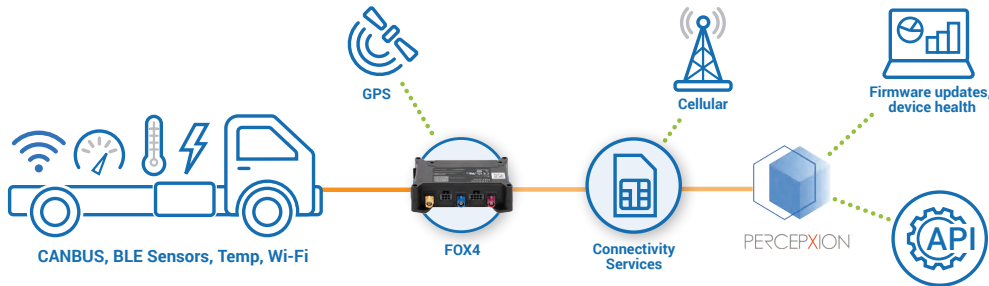 GPS
Cellular
Firmware updates,
device health
CANBUS, BLE Sensors, Temp, Wi-Fi
FOX4
Connectivity
Services
PERCEPXION
API